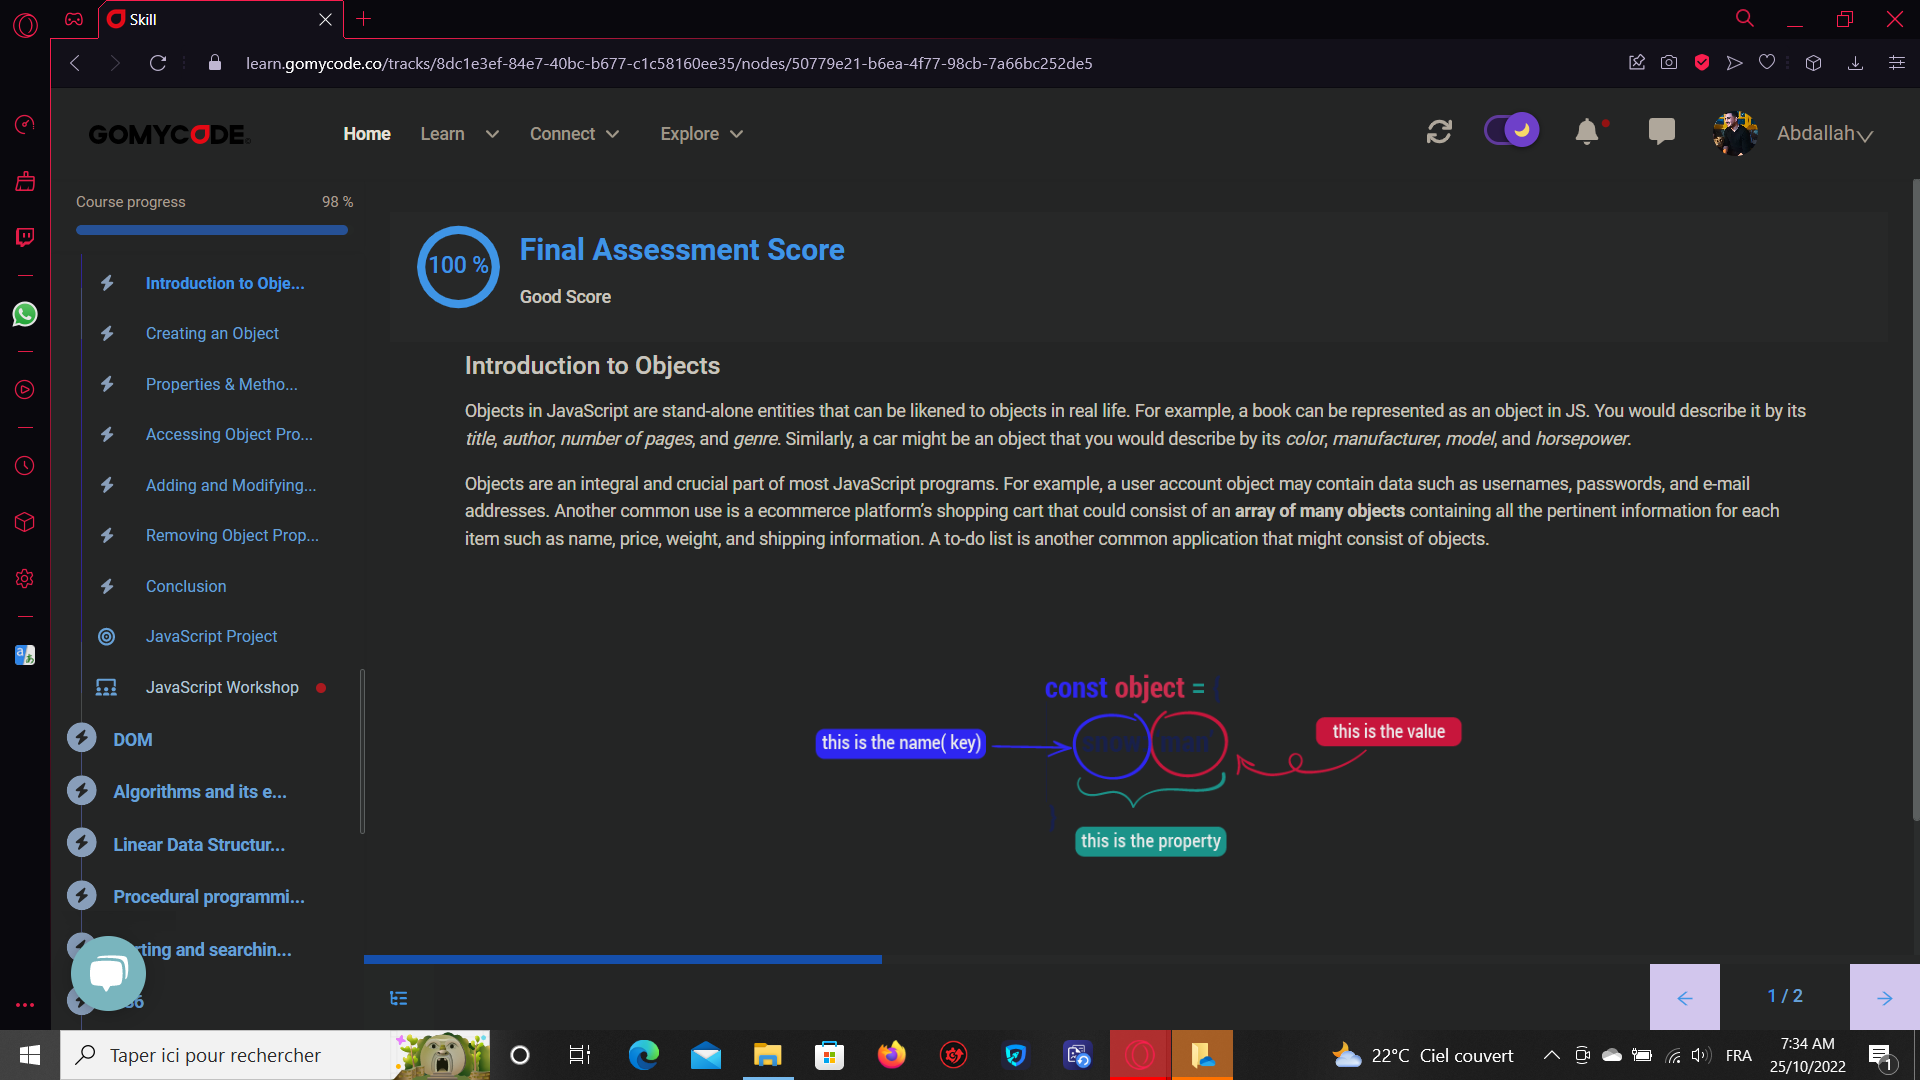 Skill
learn.gomycode.co/tracks/8dc1e3ef-84e7-40bc-b677-c1c58160ee35/nodes/50779e21-b6ea-4f77-98cb-7a66bc252de5
GOMYCODE
Home
Learn
Connect
Explore
Abdallah
Course progress
98 %
Introduction to Obje...
Creating an Object
Properties & Metho...
Accessing Object Pro...
Adding and Modifying...
Removing Object Prop...
Conclusion
JavaScript Project
JavaScript Workshop
DOM
Algorithms and its e...
Linear Data Structur...
Procedural programmi...
rting and searchin...
100 %
Final Assessment Score
Good Score
Introduction to Objects
Objects in JavaScript are stand-alone entities that can be likened to objects in real life. For example, a book can be represented as an object in JS. You would describe it by its
title, author, number of pages, and genre. Similarly, a car might be an object that you would describe by its color, manufacturer, model, and horsepower.
Objects are an integral and crucial part of most JavaScript programs. For example, a user account object may contain data such as usernames, passwords, and e-mail
addresses. Another common use is a ecommerce platform's shopping cart that could consist of an array of many objects containing all the pertinent information for each
item such as name, price, weight, and shipping information. A to-do list is another common application that might consist of objects.
const object = {
this is the name( key)
snow
man
this is the value
}
this is the property
1 / 2
Taper ici pour rechercher
22°C Ciel couvert
FRA
7:34 AM
25/10/2022
1